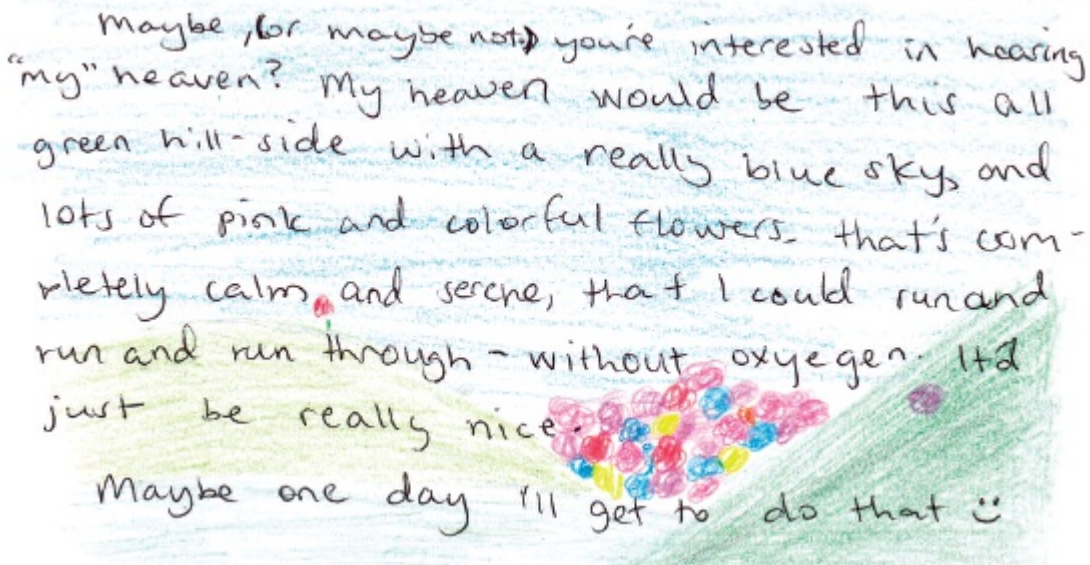 Maybe, (or maybe not) you're interested in hearing
"my" heaven? My heaven would be this all
green hill-side with a really blue sky, and
lots of pink and colorful flowers- that's com-
pletely calm and serene, that I could run and
run and run through - without oxyegen. It'd
just be really nice.
Maybe one day I'll get to do that :)